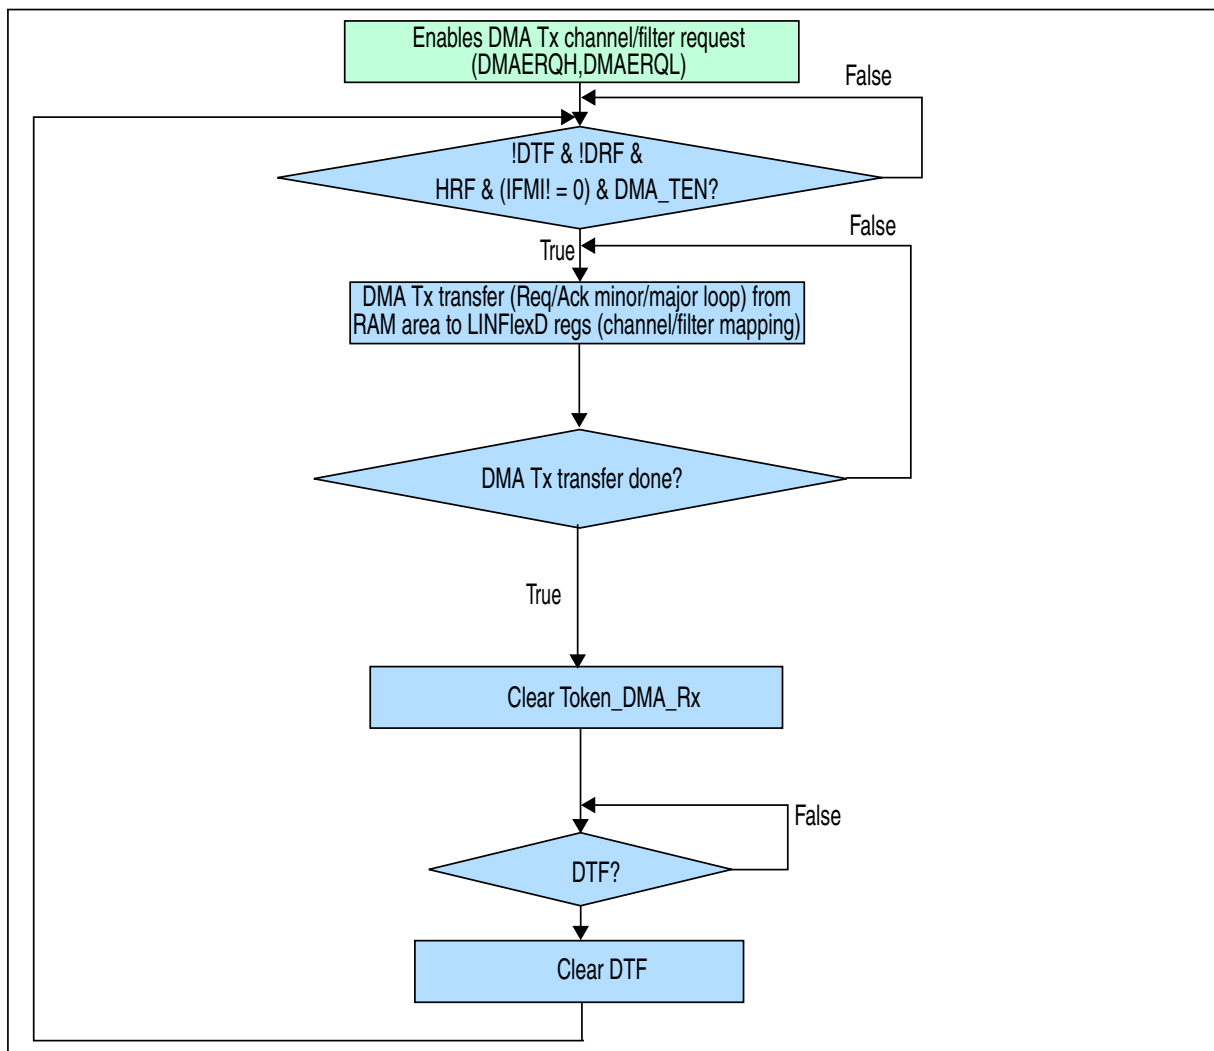 Enables DMA Tx channel/filter request
(DMAERQH,DMAERQL)
False
!DTF & !DRF &
HRF & (IFMI! = 0) & DMA_TEN?
False
True
DMA Tx transfer (Req/Ack minor/major loop) from
RAM area to LINFlexD regs (channel/filter mapping)
DMA Tx transfer done?
True
Clear Token_DMA_Rx
False
DTF?
Clear DTF